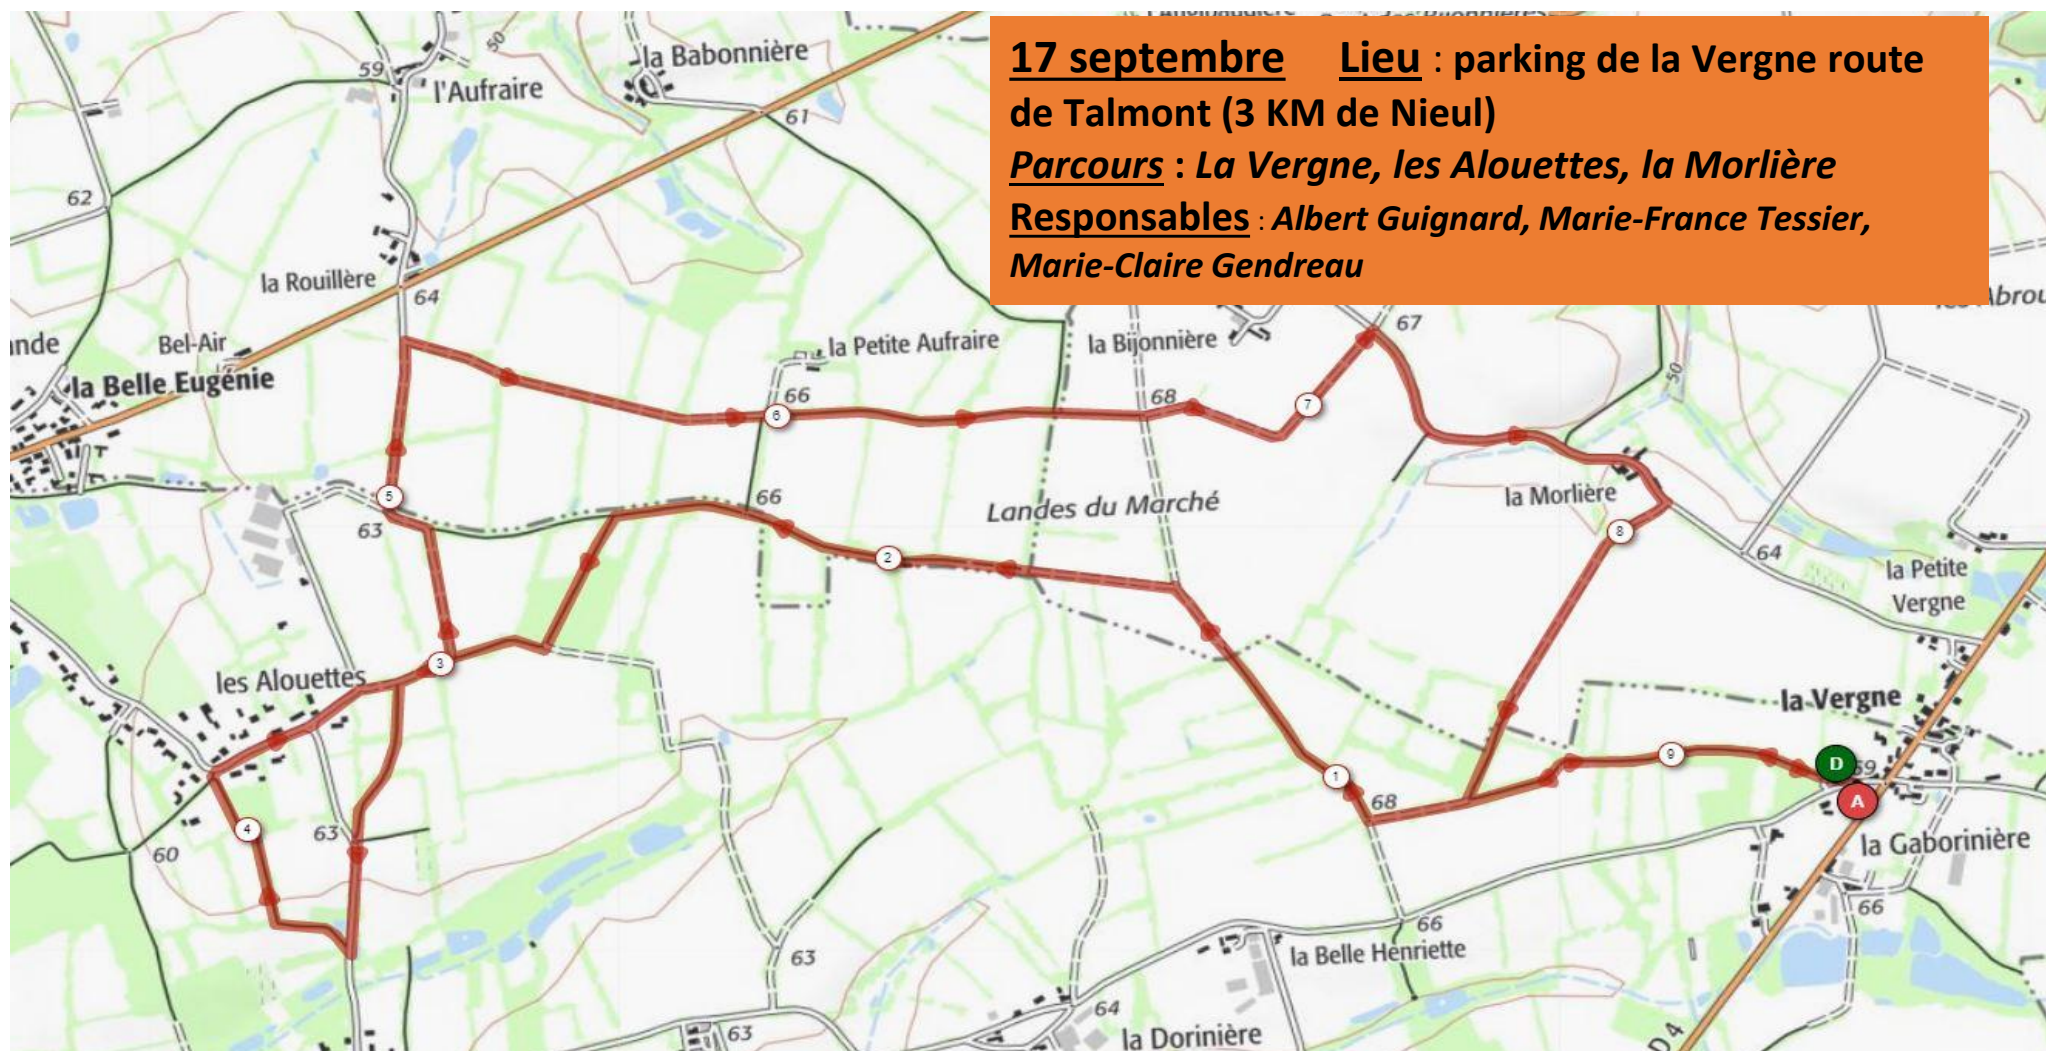 17 septembre Lieu : parking de la Vergne route
de Talmont (3 KM de Nieul)
Parcours : La Vergne, les Alouettes, la Morlière
Responsables : Albert Guignard, Marie-France Tessier,
Marie-Claire Gendreau
50
la Babonnière
59
l'Aufraire
61
62
la Rouillère
64
Bel-Air
la Petite Aufraire
la Bijonnière
67
la Belle Eugénie
50
66
68
6
7
5
66
la Morlière
63
Landes du Marché
8
2
64
la Petite
Vergne
3
les Alouettes
la Vergne
9
D
59
1
A
68
4
63
60
la Gaborinière
66
66
la Belle Henriette
63
64
63
la Dorinière
D 4